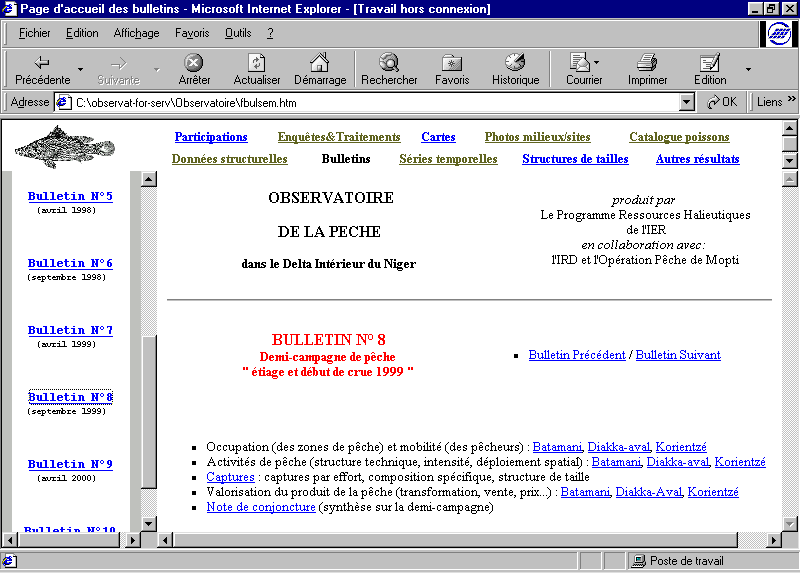 Page d'accueil des bulletins - Microsoft Internet Explorer - [Travail hors connexion]
Fichier Edition Affichage Favoris Outils ?
Précédente Suivante Arrêter Actualiser Démarrage Rechercher Favoris Historique Courrier Imprimer Edition
Adresse C:\observat-for-serv\Observatoire\fbulsem.htm OK Liens »
Participations Enquêtes&Traitements Cartes Photos milieux/sites Catalogue poissons
Données structurelles Bulletins Séries temporelles Structures de tailles Autres résultats
Bulletin N°5
(avril 1998)
Bulletin N°6
(septembre 1998)
Bulletin N°7
(avril 1999)
Bulletin N°8
(septembre 1999)
Bulletin N°9
(avril 2000)
Bulletin N°10
OBSERVATOIRE
DE LA PECHE
dans le Delta Intérieur du Niger
produit par
Le Programme Ressources Halieutiques
de l'IER
en collaboration avec:
l'IRD et l'Opération Pêche de Mopti
BULLETIN N° 8
Demi-campagne de pêche
" étiage et début de crue 1999 "
Bulletin Précédent / Bulletin Suivant
Occupation (des zones de pêche) et mobilité (des pêcheurs) : Batamani, Diakka-aval, Korientzé
Activités de pêche (structure technique, intensité, déploiement spatial) : Batamani, Diakka-aval, Korientzé
Captures : captures par effort, composition spécifique, structure de taille
Valorisation du produit de la pêche (transformation, vente, prix...) : Batamani, Diakka-Aval, Korientzé
Note de conjoncture (synthèse sur la demi-campagne)
Poste de travail